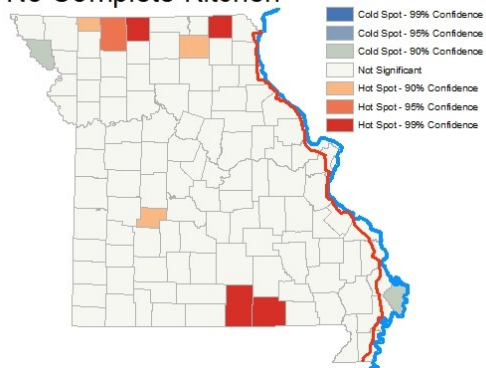 No Complete Kitchen
Cold Spot - 99% Confidence
Cold Spot - 95% Confidence
Cold Spot - 90% Confidence
Not Significant
Hot Spot - 90% Confidence
Hot Spot - 95% Confidence
Hot Spot - 99% Confidence